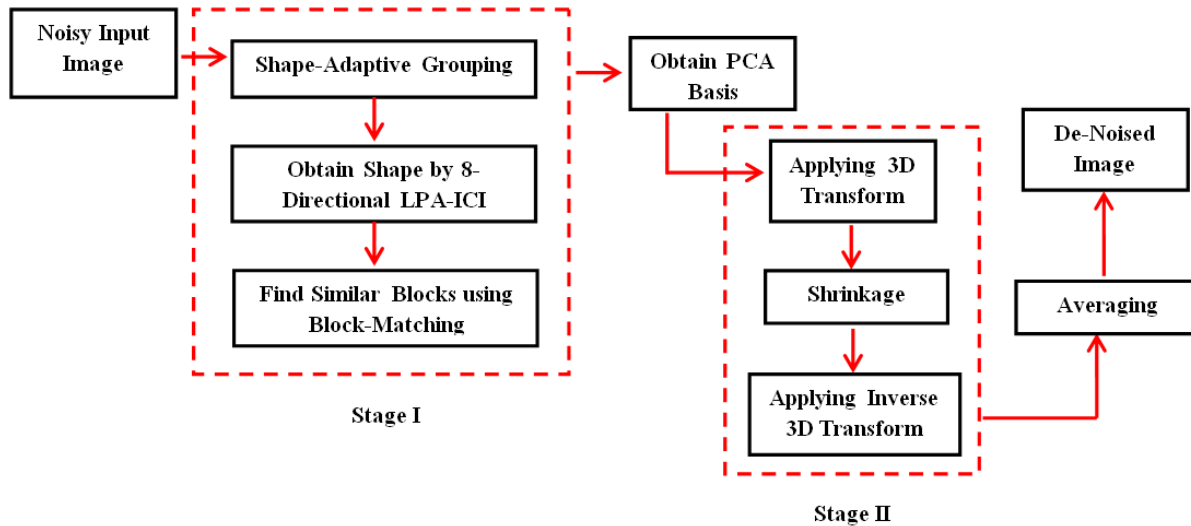 Noisy Input
Image
Shape-Adaptive Grouping
Obtain Shape by 8-
Directional LPA-ICI
Find Similar Blocks using
Block-Matching
Stage I
Obtain PCA
Basis
Applying 3D
Transform
Shrinkage
Applying Inverse
3D Transform
Stage II
Averaging
De-Noised
Image